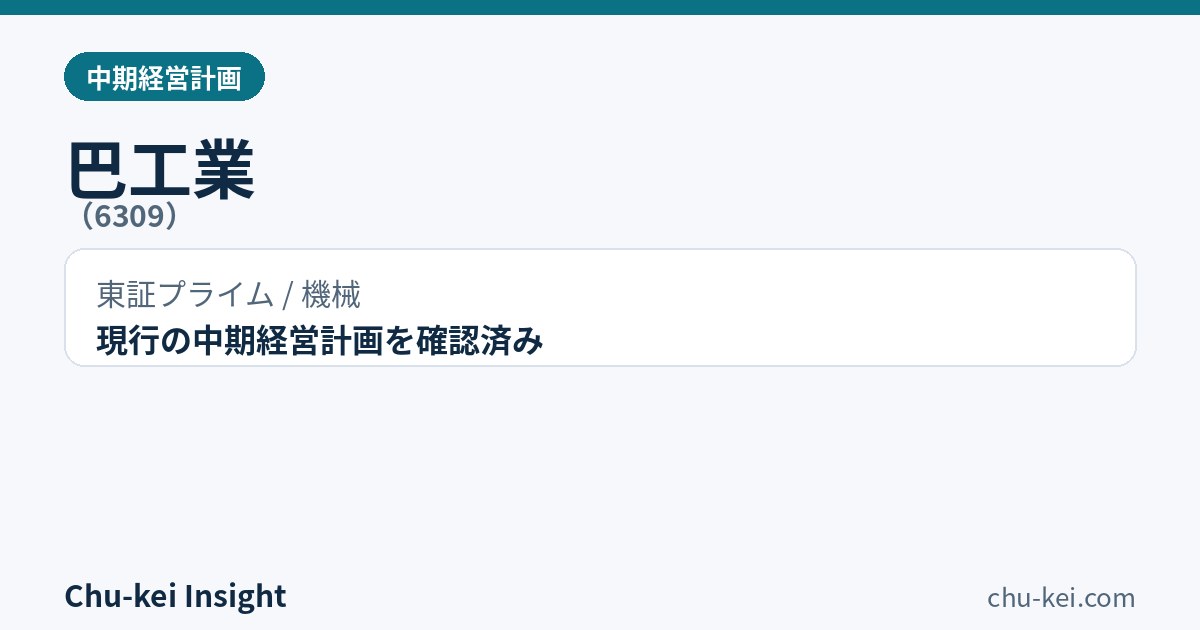 中期経営計画
巴工業
（6309）
東証プライム / 機械
現行の中期経営計画を確認済み
Chu-kei Insight
chu-kei.com